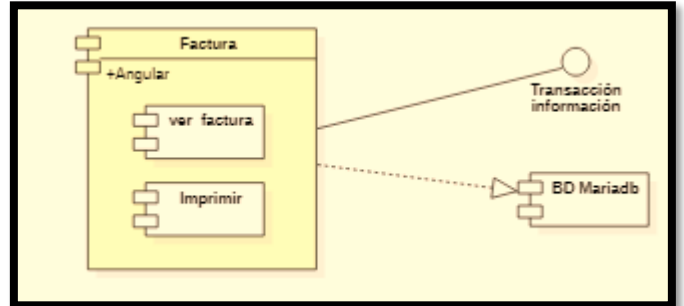 Factura
+Angular
ver factura
Imprimir
Transacción
información
BD Mariadb